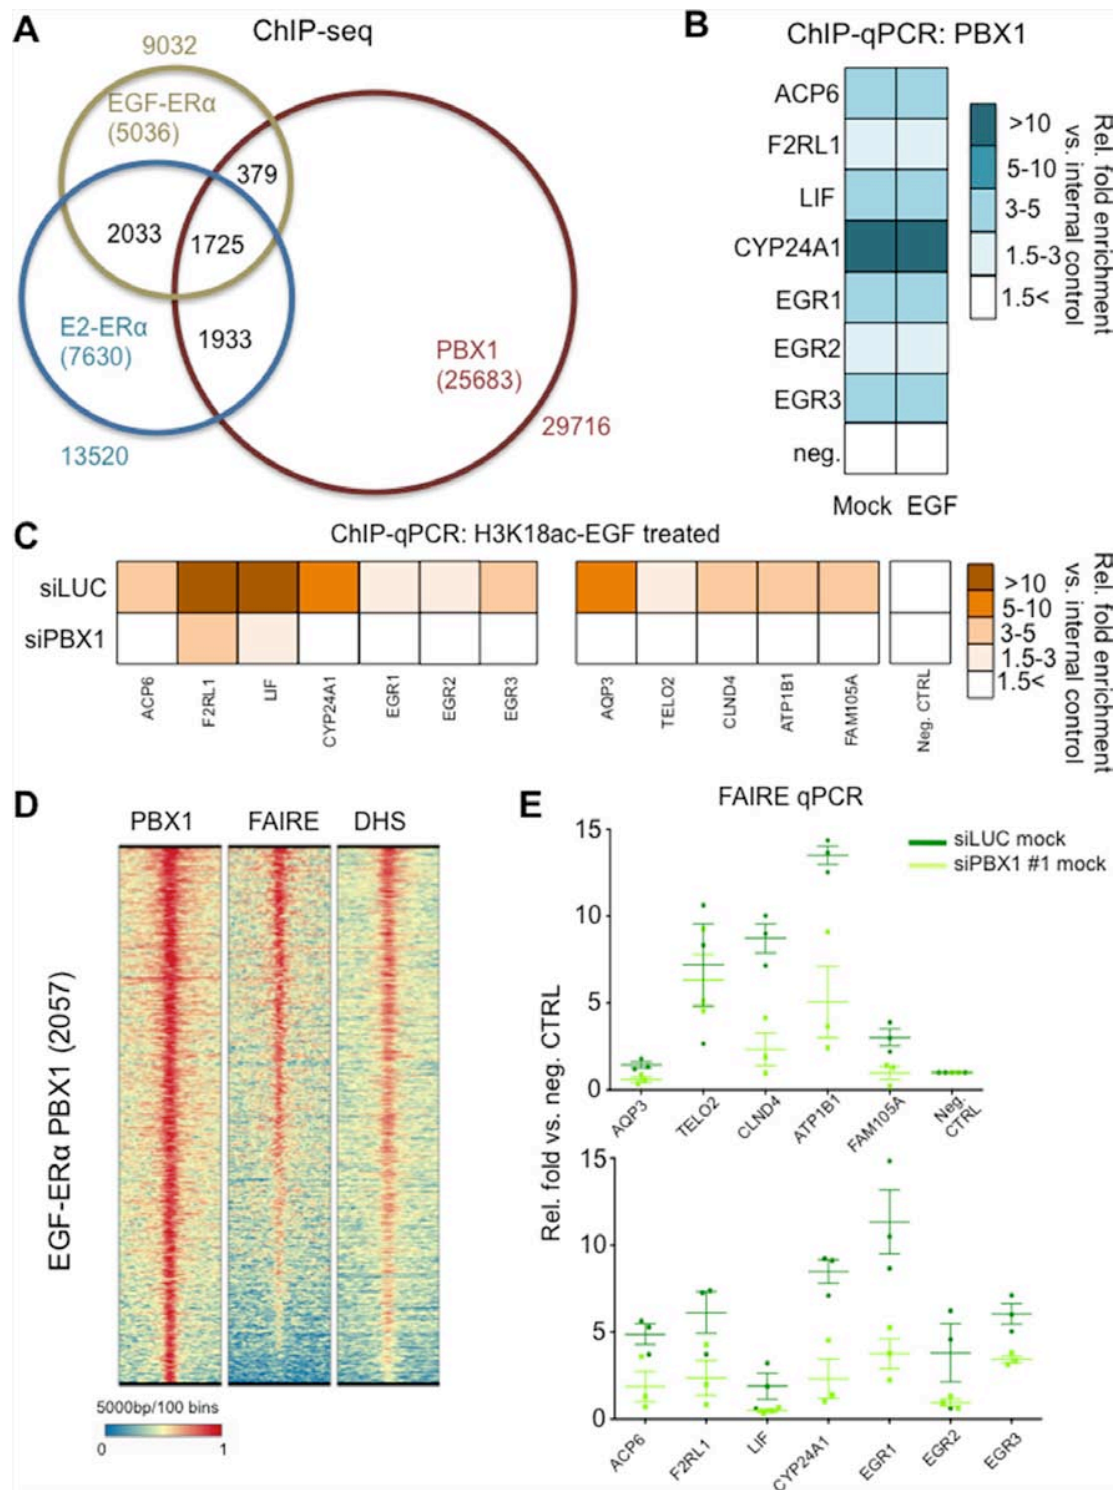 A
ChIP-seq
9032
EGF-ERα
(5036)
379
2033
1725
E2-ERα
(7630)
1933
PBX1
(25683)
13520
29716
B
ChIP-qPCR: PBX1
ACP6
F2RL1
LIF
CYP24A1
EGR1
EGR2
EGR3
neg.
Mock EGF
>10
5-10
3-5
1.5-3
1.5<
Rel. fold enrichment
vs. internal control
C
ChIP-qPCR: H3K18ac-EGF treated
siLUC
siPBX1
ACP6
F2RL1
LIF
CYP24A1
EGR1
EGR2
EGR3
AQP3
TELO2
CLND4
ATP1B1
FAM105A
Neg. CTRL
>10
5-10
3-5
1.5-3
1.5<
Rel. fold enrichment
vs. internal control
D
PBX1 FAIRE DHS
EGF-ERα PBX1 (2057)
5000bp/100 bins
0 1
E
FAIRE qPCR
siLUC mock
siPBX1 #1 mock
Rel. fold vs. neg. CTRL
15
10
5
0
AQP3
TELO2
CLND4
ATP1B1
FAM105A
Neg.
CTRL
15
10
5
0
ACP6
F2RL1
LIF
CYP24A1
EGR1
EGR2
EGR3